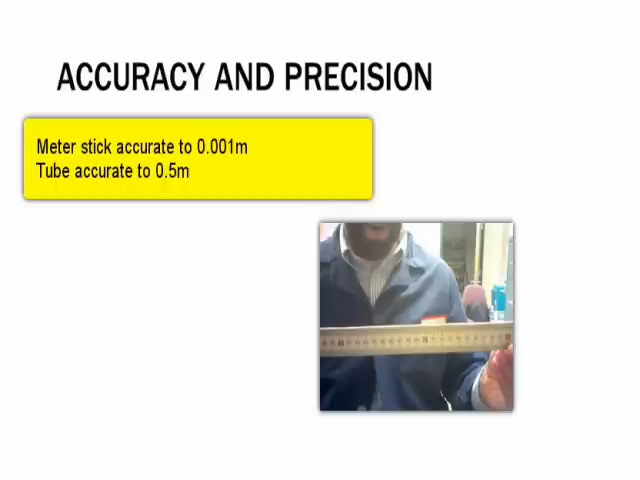 ACCURACY AND PRECISION
Meter stick accurate to 0.001m
Tube accurate to 0.5m